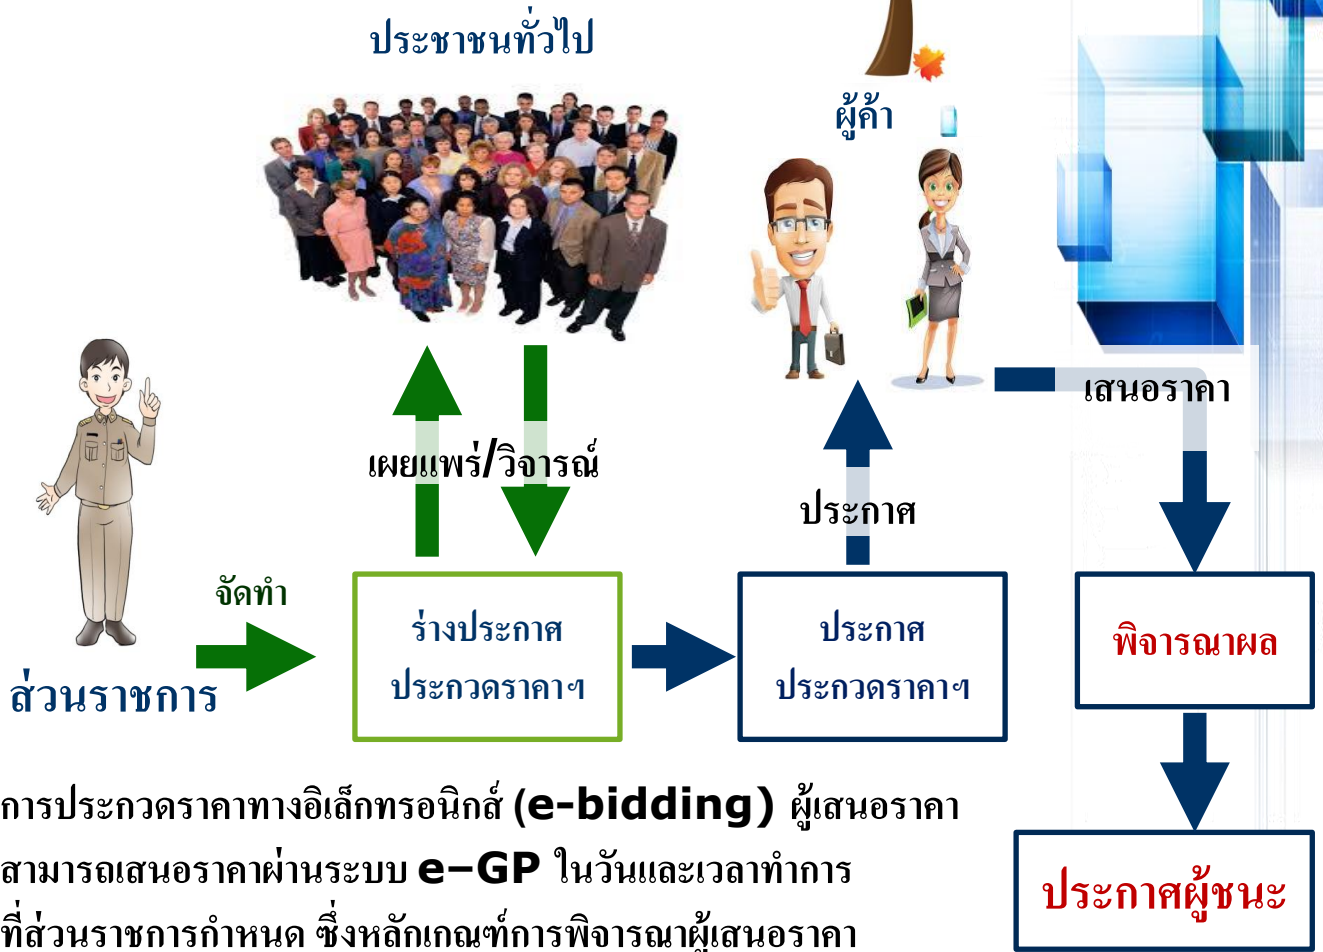 ประชาชนทั่วไป
ผู้ค้า
เสนอราคา
เผยแพร่/วิจารณ์
ประกาศ
จัดทำ
ส่วนราชการ
ร่างประกาศ
ประกวดราคาฯ
ประกาศ
ประกวดราคาฯ
พิจารณาผล
ประกาศผู้ชนะ
การประกวดราคาทางอิเล็กทรอนิกส์ (e-bidding) ผู้เสนอราคา
สามารถเสนอราคาผ่านระบบ e–GP ในวันและเวลาทำการ
ที่ส่วนราชการกำหนด ซึ่งหลักเกณฑ์การพิจารณาผู้เสนอราคา